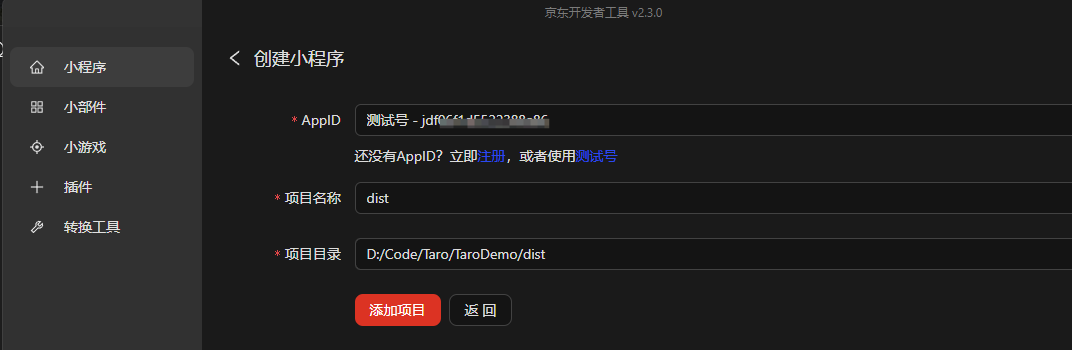 京东开发者工具 v2.3.0
小程序
小部件
小游戏
插件
转换工具
创建小程序
* AppID
测试号 -
还没有AppID？立即注册，或者使用测试号
* 项目名称
dist
* 项目目录
D:/Code/Taro/TaroDemo/dist
添加项目
返 回